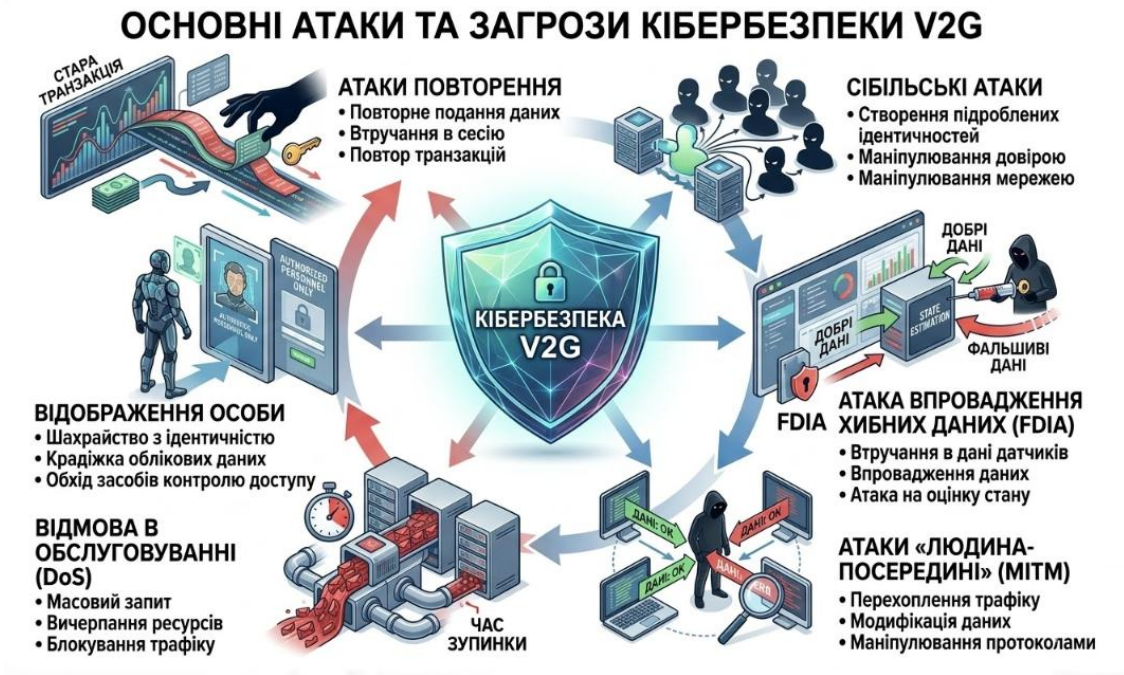 ОСНОВНІ АТАКИ ТА ЗАГРОЗИ КІБЕРБЕЗПЕКИ V2G
СТАРА
ТРАНЗАКЦІЯ
АТАКИ ПОВТОРЕННЯ
• Повторне подання даних
• Втручання в сесію
• Повтор транзакцій
СІБІЛЬСЬКІ АТАКИ
• Створення підроблених
ідентичностей
• Маніпулювання довірою
• Маніпулювання мережею
AUTHORIZED
PERSONNEL
ONLY
ВІДОБРАЖЕННЯ ОСОБИ
• Шахрайство з ідентичністю
• Крадіжка облікових даних
• Обхід засобів контролю доступу
КІБЕРБЕЗПЕКА
V2G
ДОБРІ
ДАНІ
ДОБРІ
ДАНІ
STATE
ESTIMATION
ФАЛЬШИВІ
ДАНІ
FDIA
АТАКА ВПРОВАДЖЕННЯ
ХИБНИХ ДАНИХ (FDIA)
• Втручання в дані датчиків
• Впровадження даних
• Атака на оцінку стану
ВІДМОВА В
ОБСЛУГОВУВАННІ
(DoS)
• Масовий запит
• Вичерпання ресурсів
• Блокування трафіку
ЧАС
ЗУПИНКИ
ДАНІ: OK
ДАНІ: OK
ДАНІ: OK
ДАНІ:
АТАКИ «ЛЮДИНА-
ПОСЕРЕДИНІ» (MITM)
• Перехоплення трафіку
• Модифікація даних
• Маніпулювання протоколами